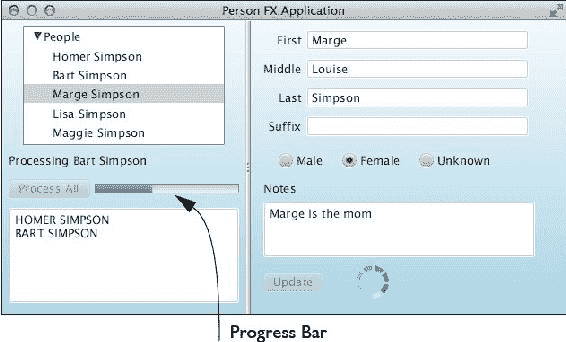 Person FX Application
People
Homer Simpson
Bart Simpson
Marge Simpson
Lisa Simpson
Maggie Simpson
Processing Bart Simpson
Process All
HOMER SIMPSON
BART SIMPSON
First Marge
Middle Louise
Last Simpson
Suffix
Male Female Unknown
Notes
Marge is the mom
Update
Progress Bar